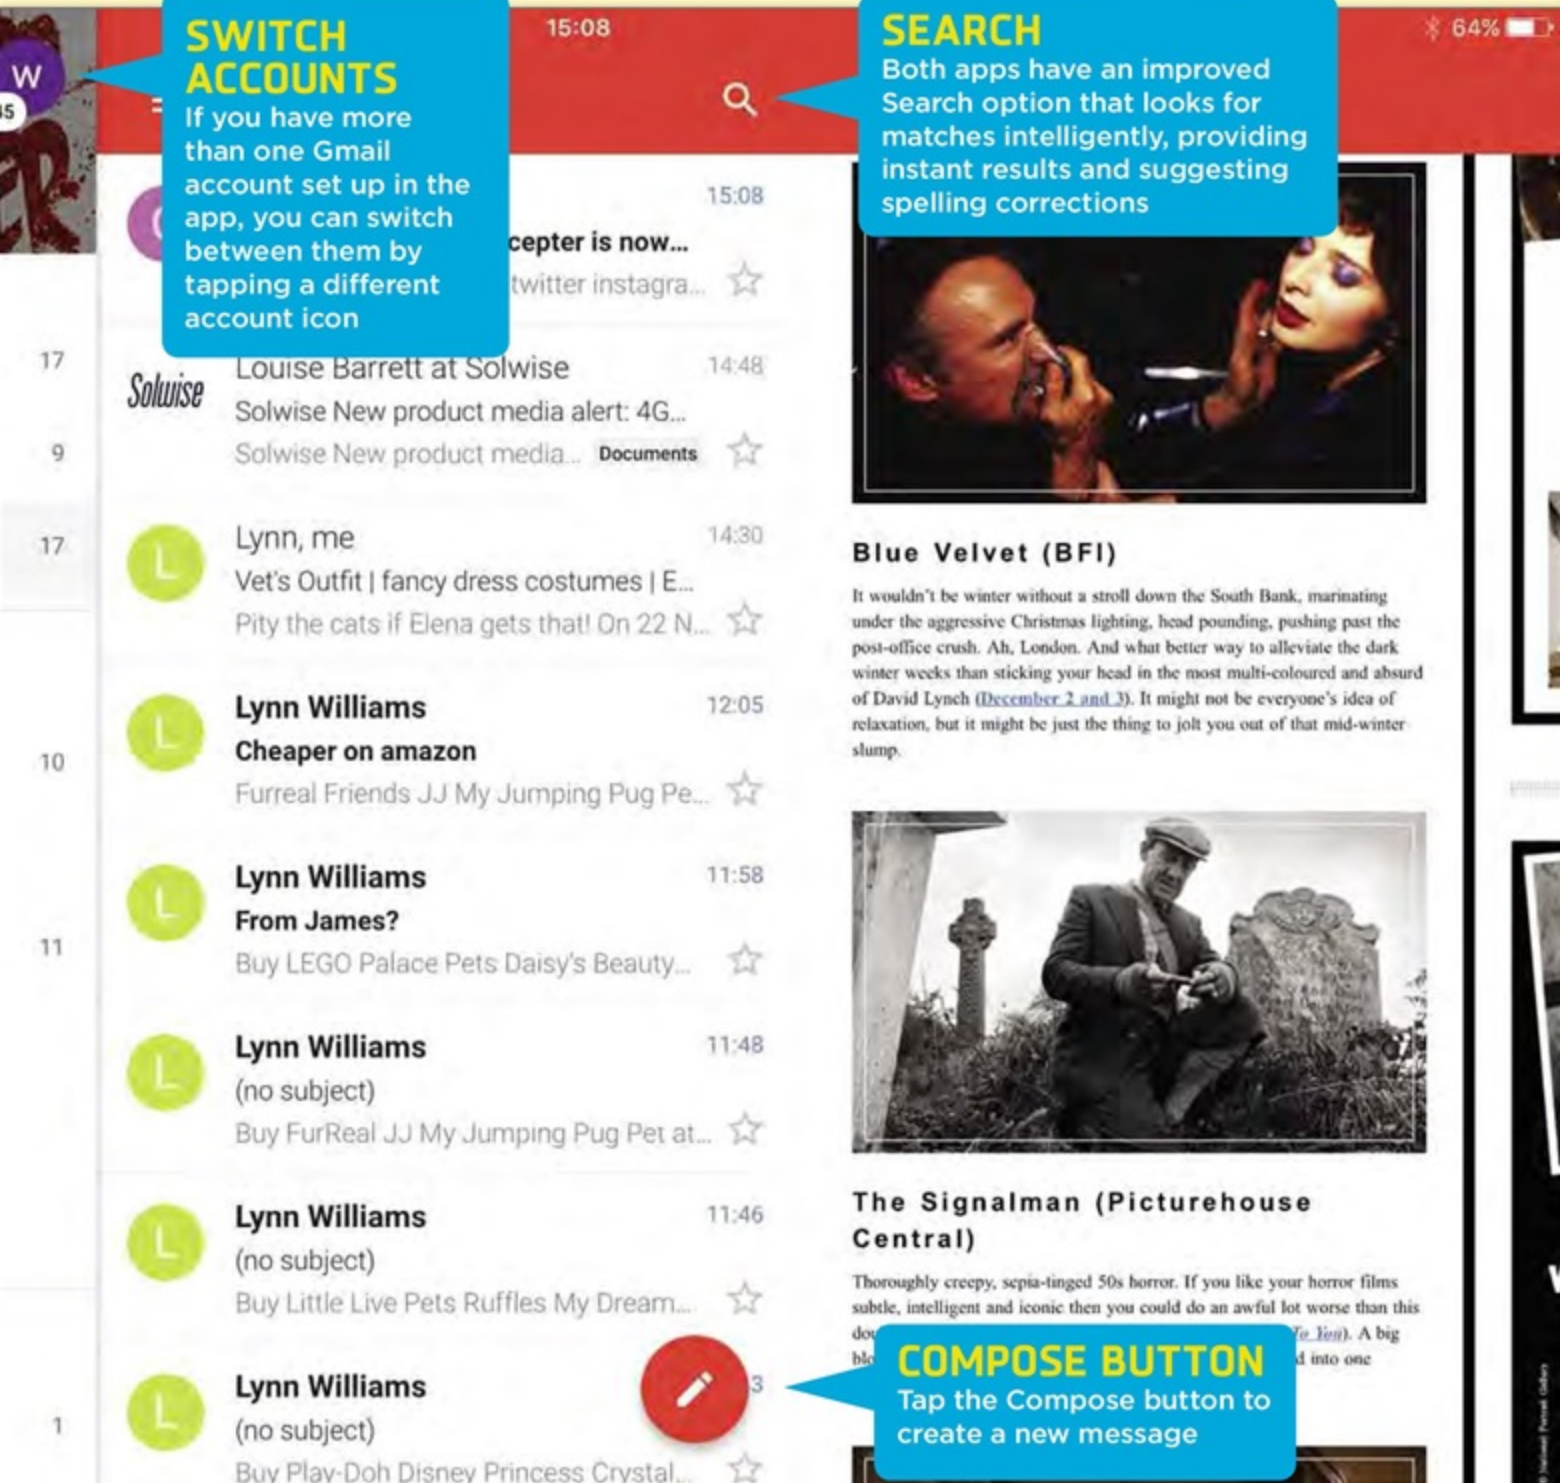 SWITCH
ACCOUNTS
If you have more
than one Gmail
account set up in the
app, you can switch
between them by
tapping a different
account icon
15:08
SEARCH
Both apps have an improved
Search option that looks for
matches intelligently, providing
instant results and suggesting
spelling corrections
64%
W
17
9
17
10
11
1
15:08
cepter is now...
twitter instagra...
Solwise
Louise Barrett at Solwise
14:48
Solwise New product media alert: 4G...
Solwise New product media... Documents
L
Lynn, me
14:30
Vet's Outfit | fancy dress costumes | E...
Pity the cats if Elena gets that! On 22 N...
L
Lynn Williams
12:05
Cheaper on amazon
Furreal Friends JJ My Jumping Pug Pe...
L
Lynn Williams
11:58
From James?
Buy LEGO Palace Pets Daisy's Beauty...
L
Lynn Williams
11:48
(no subject)
Buy FurReal JJ My Jumping Pug Pet at...
L
Lynn Williams
11:46
(no subject)
Buy Little Live Pets Ruffles My Dream...
L
Lynn Williams
3
(no subject)
Buy Play-Doh Disney Princess Crystal...
Blue Velvet (BFI)
It wouldn't be winter without a stroll down the South Bank, marinating
under the aggressive Christmas lighting, head pounding, pushing past the
post-office crush. Ah, London. And what better way to alleviate the dark
winter weeks than sticking your head in the most multi-coloured and absurd
of David Lynch (December 2 and 3). It might not be everyone's idea of
relaxation, but it might be just the thing to jolt you out of that mid-winter
slump.
The Signalman (Picturehouse
Central)
Thoroughly creepy, sepia-tinged 50s horror. If you like your horror films
subtle, intelligent and iconic then you could do an awful lot worse than this
To You). A big
d into one
COMPOSE BUTTON
Tap the Compose button to
create a new message
National Portrait Gallery